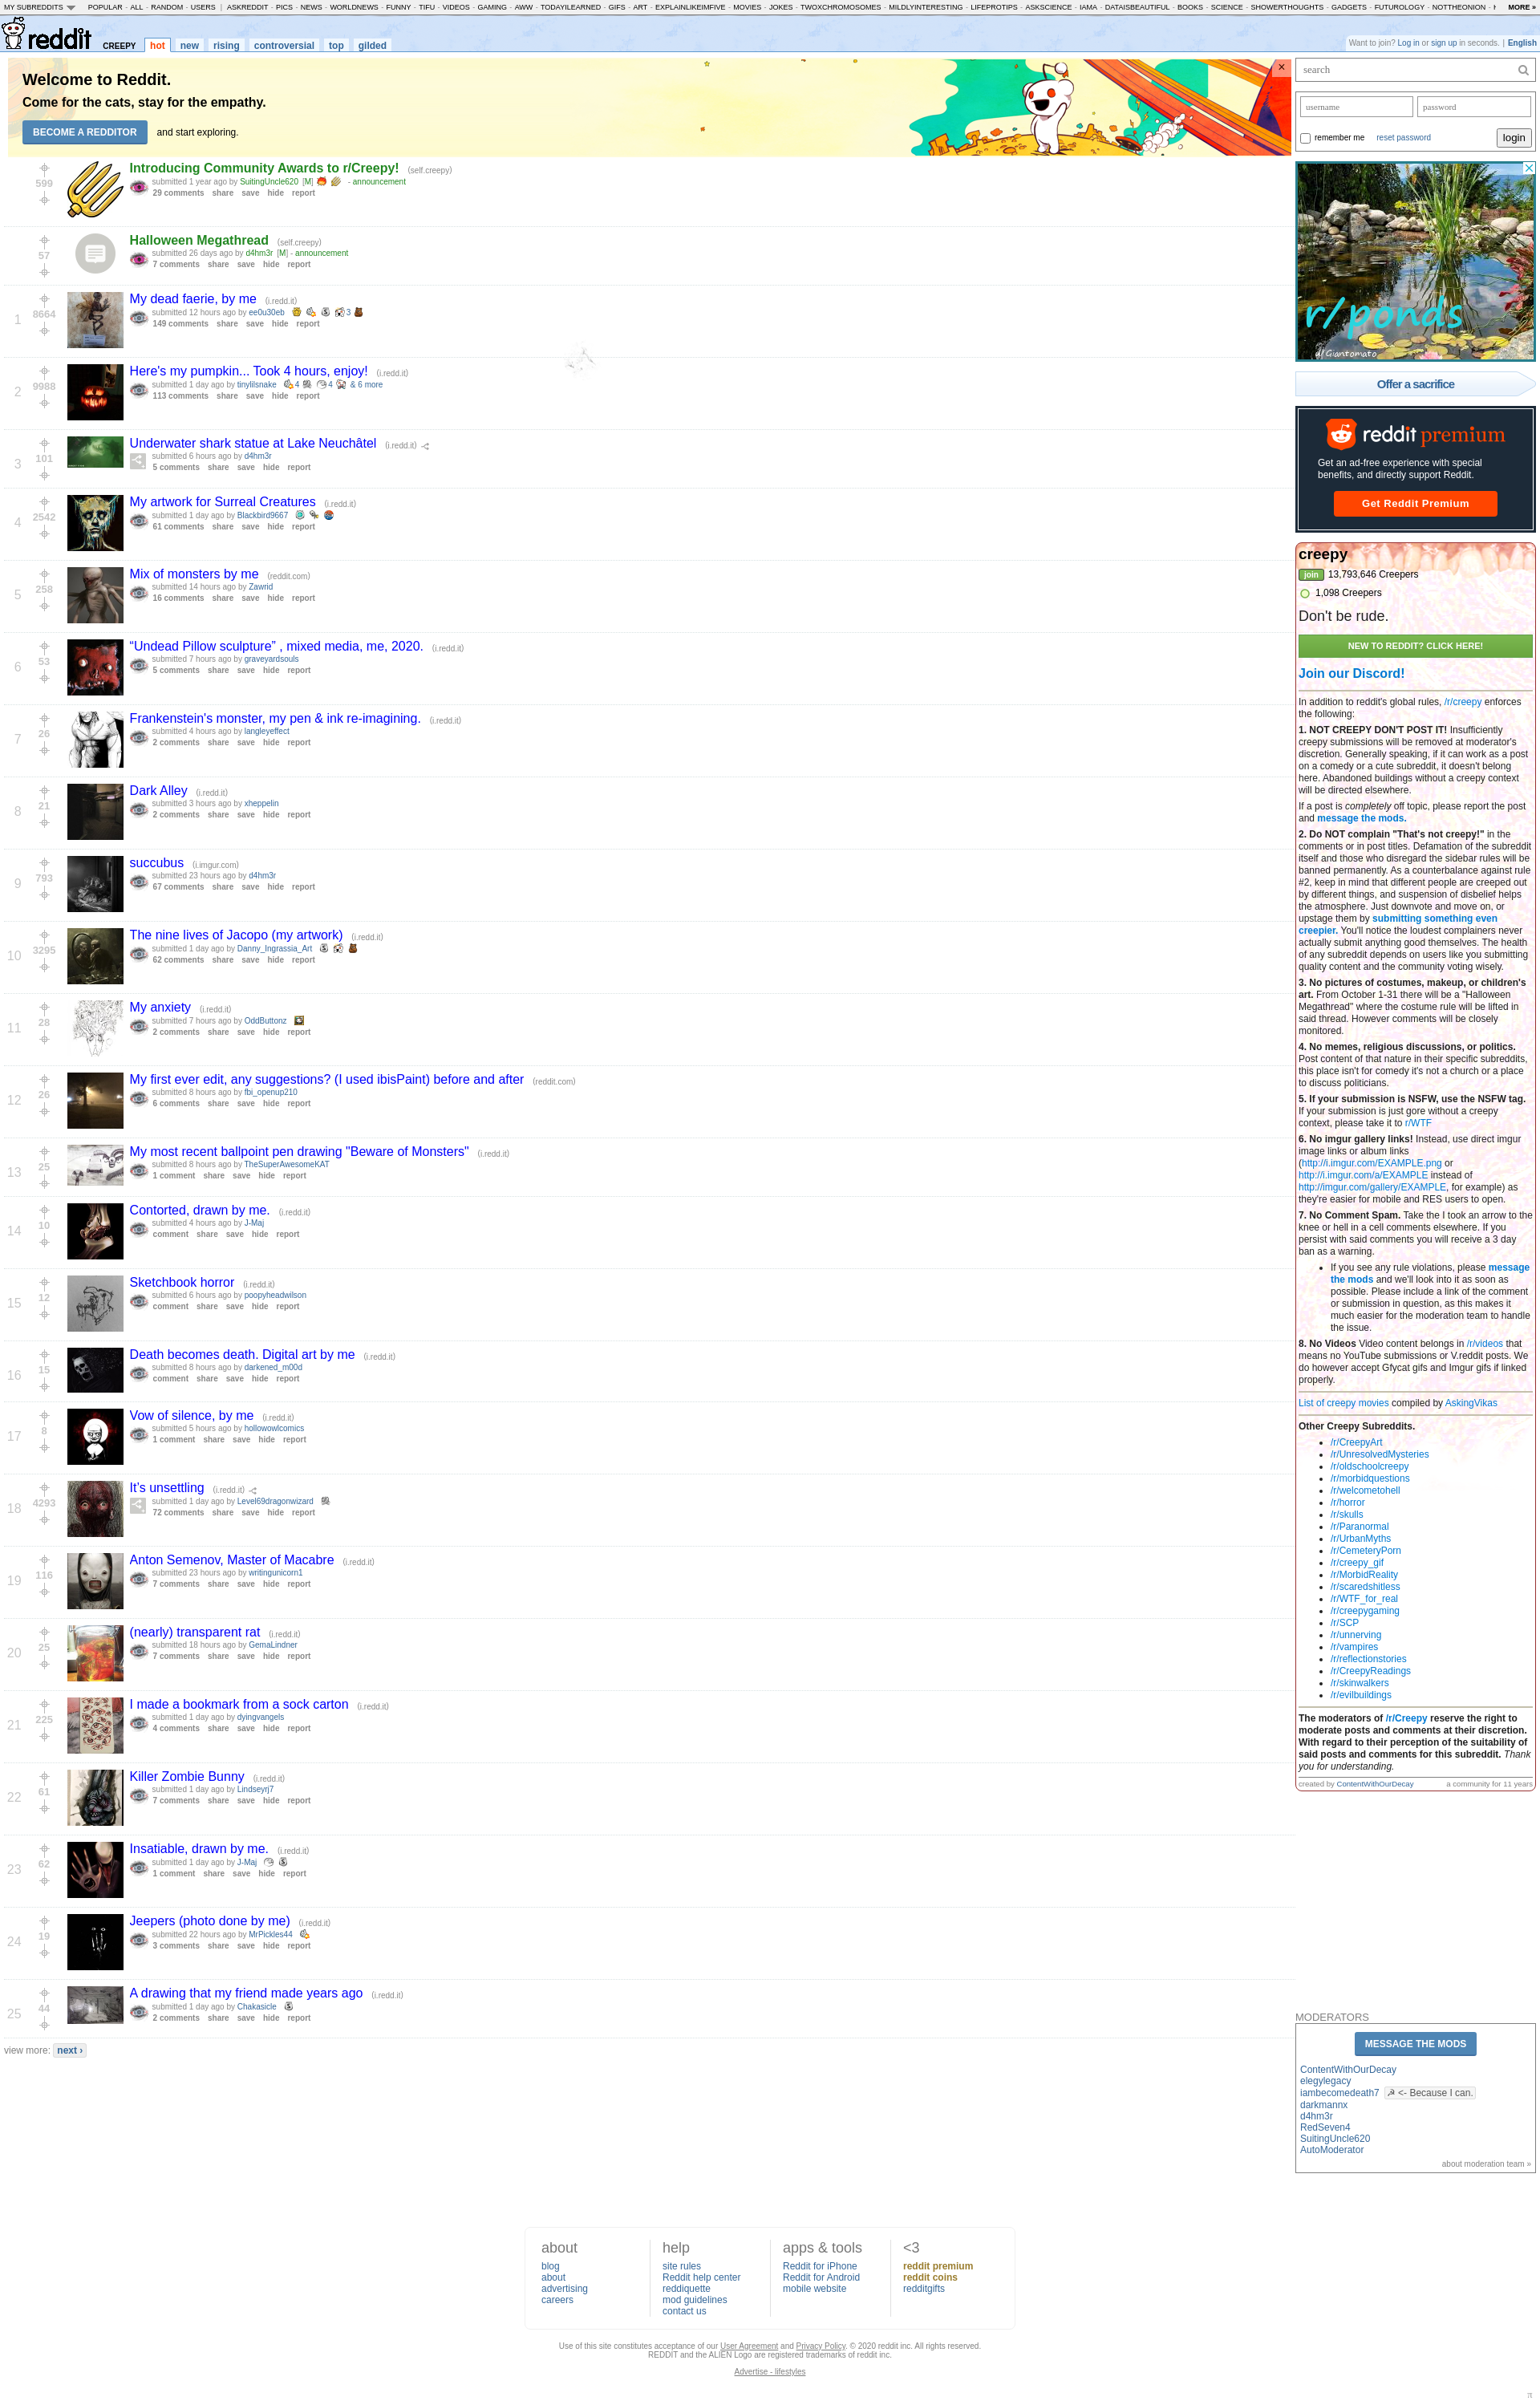 MY SUBREDDITS POPULAR - ALL - RANDOM - USERS | ASKREDDIT - PICS - NEWS - WORLDNEWS - FUNNY - TIFU - VIDEOS - GAMING - AWW - TODAYILEARNED - GIFS - ART - EXPLAINLIKEIMFIVE - MOVIES - JOKES - TWOXCHROMOSOMES - MILDLYINTERESTING - LIFEPROTIPS - ASKSCIENCE - IAMA - DATAISBEAUTIFUL - BOOKS - SCIENCE - SHOWERTHOUGHTS - GADGETS - FUTUROLOGY - NOTTHEONION - MORE »
reddit CREEPY hot new rising controversial top gilded
Want to join? Log in or sign up in seconds. | English
Welcome to Reddit.
Come for the cats, stay for the empathy.
BECOME A REDDITOR and start exploring.
×
599
Introducing Community Awards to r/Creepy! (self.creepy)
submitted 1 year ago by SuitingUncle620 [M] - announcement
29 comments share save hide report
57
Halloween Megathread (self.creepy)
submitted 26 days ago by d4hm3r [M] - announcement
7 comments share save hide report
1
8664
My dead faerie, by me (i.redd.it)
submitted 12 hours ago by ee0u30eb 3
149 comments share save hide report
2
9988
Here's my pumpkin... Took 4 hours, enjoy! (i.redd.it)
submitted 1 day ago by tinylilsnake 4 4 & 6 more
113 comments share save hide report
3
101
Underwater shark statue at Lake Neuchâtel (i.redd.it)
submitted 6 hours ago by d4hm3r
5 comments share save hide report
4
2542
My artwork for Surreal Creatures (i.redd.it)
submitted 1 day ago by Blackbird9667
61 comments share save hide report
5
258
Mix of monsters by me (reddit.com)
submitted 14 hours ago by Zawrid
16 comments share save hide report
6
53
“Undead Pillow sculpture” , mixed media, me, 2020. (i.redd.it)
submitted 7 hours ago by graveyardsouls
5 comments share save hide report
7
26
Frankenstein's monster, my pen & ink re-imagining. (i.redd.it)
submitted 4 hours ago by langleyeffect
2 comments share save hide report
8
21
Dark Alley (i.redd.it)
submitted 3 hours ago by xheppelin
2 comments share save hide report
9
793
succubus (i.imgur.com)
submitted 23 hours ago by d4hm3r
67 comments share save hide report
10
3295
The nine lives of Jacopo (my artwork) (i.redd.it)
submitted 1 day ago by Danny_Ingrassia_Art
62 comments share save hide report
11
28
My anxiety (i.redd.it)
submitted 7 hours ago by OddButtonz
2 comments share save hide report
12
26
My first ever edit, any suggestions? (I used ibisPaint) before and after (reddit.com)
submitted 8 hours ago by fbi_openup210
6 comments share save hide report
13
25
My most recent ballpoint pen drawing "Beware of Monsters" (i.redd.it)
submitted 8 hours ago by TheSuperAwesomeKAT
1 comment share save hide report
14
10
Contorted, drawn by me. (i.redd.it)
submitted 4 hours ago by J-Maj
comment share save hide report
15
12
Sketchbook horror (i.redd.it)
submitted 6 hours ago by poopyheadwilson
comment share save hide report
16
15
Death becomes death. Digital art by me (i.redd.it)
submitted 8 hours ago by darkened_m00d
comment share save hide report
17
8
Vow of silence, by me (i.redd.it)
submitted 5 hours ago by hollowowlcomics
1 comment share save hide report
18
4293
It's unsettling (i.redd.it)
submitted 1 day ago by Level69dragonwizard
72 comments share save hide report
19
116
Anton Semenov, Master of Macabre (i.redd.it)
submitted 23 hours ago by writingunicorn1
7 comments share save hide report
20
25
(nearly) transparent rat (i.redd.it)
submitted 18 hours ago by GemaLindner
7 comments share save hide report
21
225
I made a bookmark from a sock carton (i.redd.it)
submitted 1 day ago by dyingvangels
4 comments share save hide report
22
61
Killer Zombie Bunny (i.redd.it)
submitted 1 day ago by Lindseyrj7
7 comments share save hide report
23
62
Insatiable, drawn by me. (i.redd.it)
submitted 1 day ago by J-Maj
1 comment share save hide report
24
19
Jeepers (photo done by me) (i.redd.it)
submitted 22 hours ago by MrPickles44
3 comments share save hide report
25
44
A drawing that my friend made years ago (i.redd.it)
submitted 1 day ago by Chakasicle
2 comments share save hide report
view more: next ›
search
username password
remember me reset password login
r/ponds
u/Giantomato
Offer a sacrifice
reddit premium
Get an ad-free experience with special
benefits, and directly support Reddit.
Get Reddit Premium
creepy
join 13,793,646 Creepers
1,098 Creepers
Don't be rude.
NEW TO REDDIT? CLICK HERE!
Join our Discord!
In addition to reddit's global rules, /r/creepy enforces
the following:
1. NOT CREEPY DON'T POST IT! Insufficiently
creepy submissions will be removed at moderator's
discretion. Generally speaking, if it can work as a post
on a comedy or a cute subreddit, it doesn't belong
here. Abandoned buildings without a creepy context
will be directed elsewhere.
If a post is completely off topic, please report the post
and message the mods.
2. Do NOT complain "That's not creepy!" in the
comments or in post titles. Defamation of the subreddit
itself and those who disregard the sidebar rules will be
banned permanently. As a counterbalance against rule
#2, keep in mind that different people are creeped out
by different things, and suspension of disbelief helps
the atmosphere. Just downvote and move on, or
upstage them by submitting something even
creepier. You'll notice the loudest complainers never
actually submit anything good themselves. The health
of any subreddit depends on users like you submitting
quality content and the community voting wisely.
3. No pictures of costumes, makeup, or children's
art. From October 1-31 there will be a "Halloween
Megathread" where the costume rule will be lifted in
said thread. However comments will be closely
monitored.
4. No memes, religious discussions, or politics.
Post content of that nature in their specific subreddits,
this place isn't for comedy it's not a church or a place
to discuss politicians.
5. If your submission is NSFW, use the NSFW tag.
If your submission is just gore without a creepy
context, please take it to r/WTF
6. No imgur gallery links! Instead, use direct imgur
image links or album links
(http://i.imgur.com/EXAMPLE.png or
http://i.imgur.com/a/EXAMPLE instead of
http://imgur.com/gallery/EXAMPLE, for example) as
they're easier for mobile and RES users to open.
7. No Comment Spam. Take the I took an arrow to the
knee or hell in a cell comments elsewhere. If you
persist with said comments you will receive a 3 day
ban as a warning.
If you see any rule violations, please message
the mods and we'll look into it as soon as
possible. Please include a link of the comment
or submission in question, as this makes it
much easier for the moderation team to handle
the issue.
8. No Videos Video content belongs in /r/videos that
means no YouTube submissions or V.reddit posts. We
do however accept Gfycat gifs and Imgur gifs if linked
properly.
List of creepy movies compiled by AskingVikas
Other Creepy Subreddits.
/r/CreepyArt
/r/UnresolvedMysteries
/r/oldschoolcreepy
/r/morbidquestions
/r/welcometohell
/r/horror
/r/skulls
/r/Paranormal
/r/UrbanMyths
/r/CemeteryPorn
/r/creepy_gif
/r/MorbidReality
/r/scaredshitless
/r/WTF_for_real
/r/creepygaming
/r/SCP
/r/unnerving
/r/vampires
/r/reflectionstories
/r/CreepyReadings
/r/skinwalkers
/r/evilbuildings
The moderators of /r/Creepy reserve the right to
moderate posts and comments at their discretion.
With regard to their perception of the suitability of
said posts and comments for this subreddit. Thank
you for understanding.
created by ContentWithOurDecay a community for 11 years
MODERATORS
MESSAGE THE MODS
ContentWithOurDecay
elegylegacy
iambecomedeath7 ☭ <- Because I can.
darkmannx
d4hm3r
RedSeven4
SuitingUncle620
AutoModerator
about moderation team »
about
blog
about
advertising
careers
help
site rules
Reddit help center
reddiquette
mod guidelines
contact us
apps & tools
Reddit for iPhone
Reddit for Android
mobile website
<3
reddit premium
reddit coins
redditgifts
Use of this site constitutes acceptance of our User Agreement and Privacy Policy. © 2020 reddit inc. All rights reserved.
REDDIT and the ALIEN Logo are registered trademarks of reddit inc.
Advertise - lifestyles
π